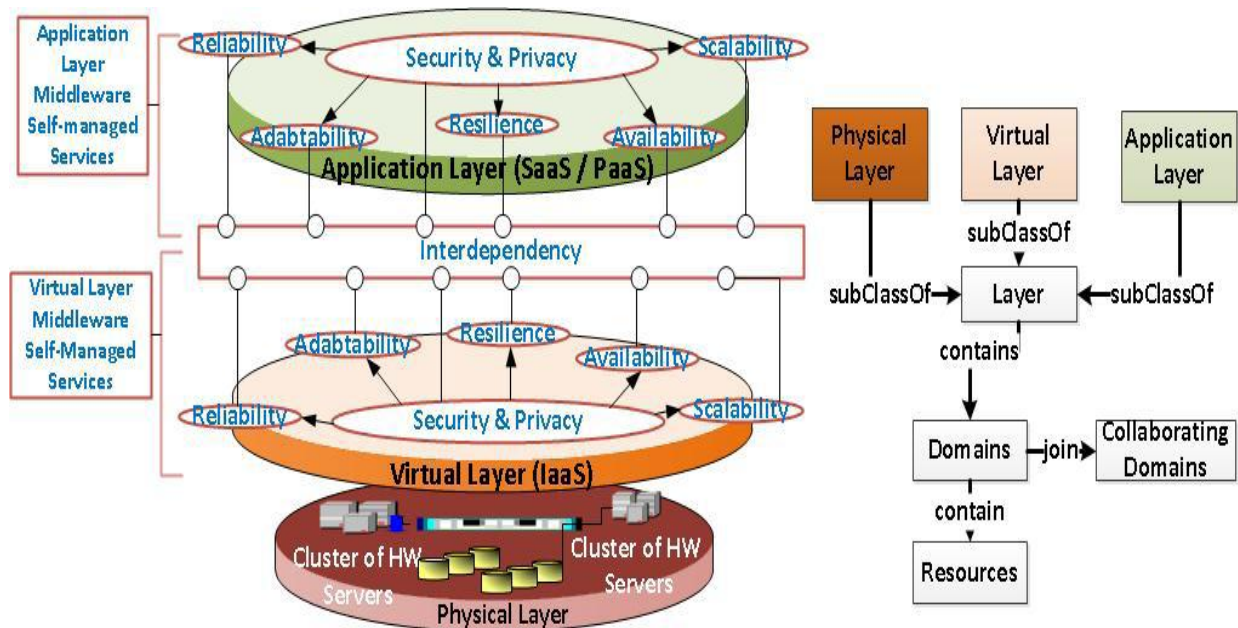 Application
Layer
Middleware
Self-managed
Services
Reliability
Security & Privacy
Scalability
Adabtability
Resilience
Availability
Application Layer (SaaS / PaaS)
Interdependency
Virtual Layer
Middleware
Self-Managed
Services
Adabtability
Resilience
Availability
Reliability
Security & Privacy
Scalability
Virtual Layer (IaaS)
Cluster of HW
Servers
Cluster of HW
Servers
Physical Layer
Physical
Layer
Virtual
Layer
Application
Layer
subClassOf
subClassOf
Layer
subClassOf
contains
Domains
join
Collaborating
Domains
contain
Resources